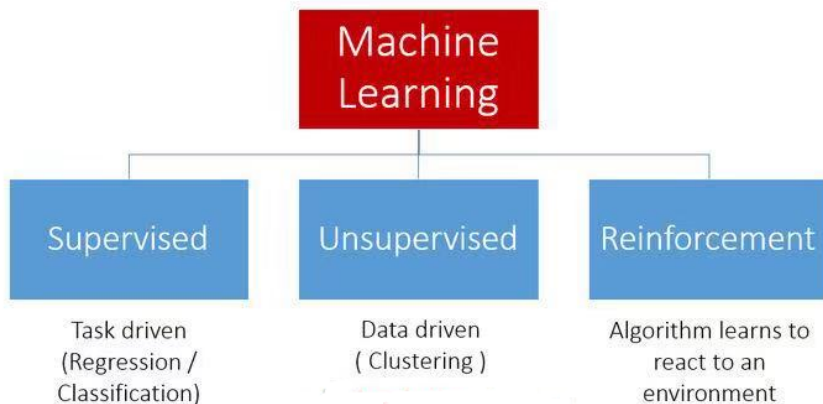 Machine
Learning
Supervised
Unsupervised
Reinforcement
Task driven
(Regression /
Classification)
Data driven
( Clustering )
Algorithm learns to
react to an
environment